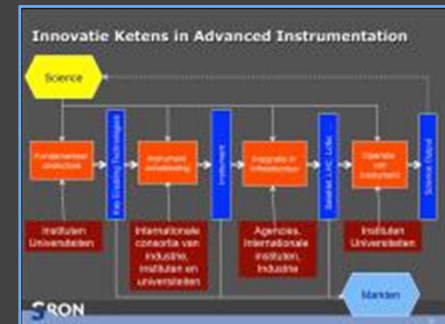 Innovatie Ketens in Advanced Instrumentation
Science
Fundamenteel
onderzoek
Key Enabling Technologies
Instrument
ontwikkeling
Instrument
Integratie in
infrastructuur
Satelliet, LHC, Lofar, ...
Operatie
van
instrument
Science Output
Instituten
Universiteiten
Internationale
consortia van
industrie,
instituten en
universiteiten
Agencies,
Internationale
instituten,
Industrie
Instituten
Universiteiten
Markten
SRON